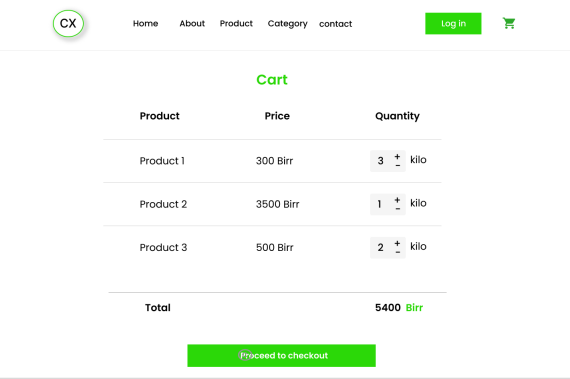 CX Home About Product Category contact Log in
Cart
Product Price Quantity
Product 1 300 Birr 3 + - kilo
Product 2 3500 Birr 1 + - kilo
Product 3 500 Birr 2 + - kilo
Total 5400 Birr
Proceed to checkout